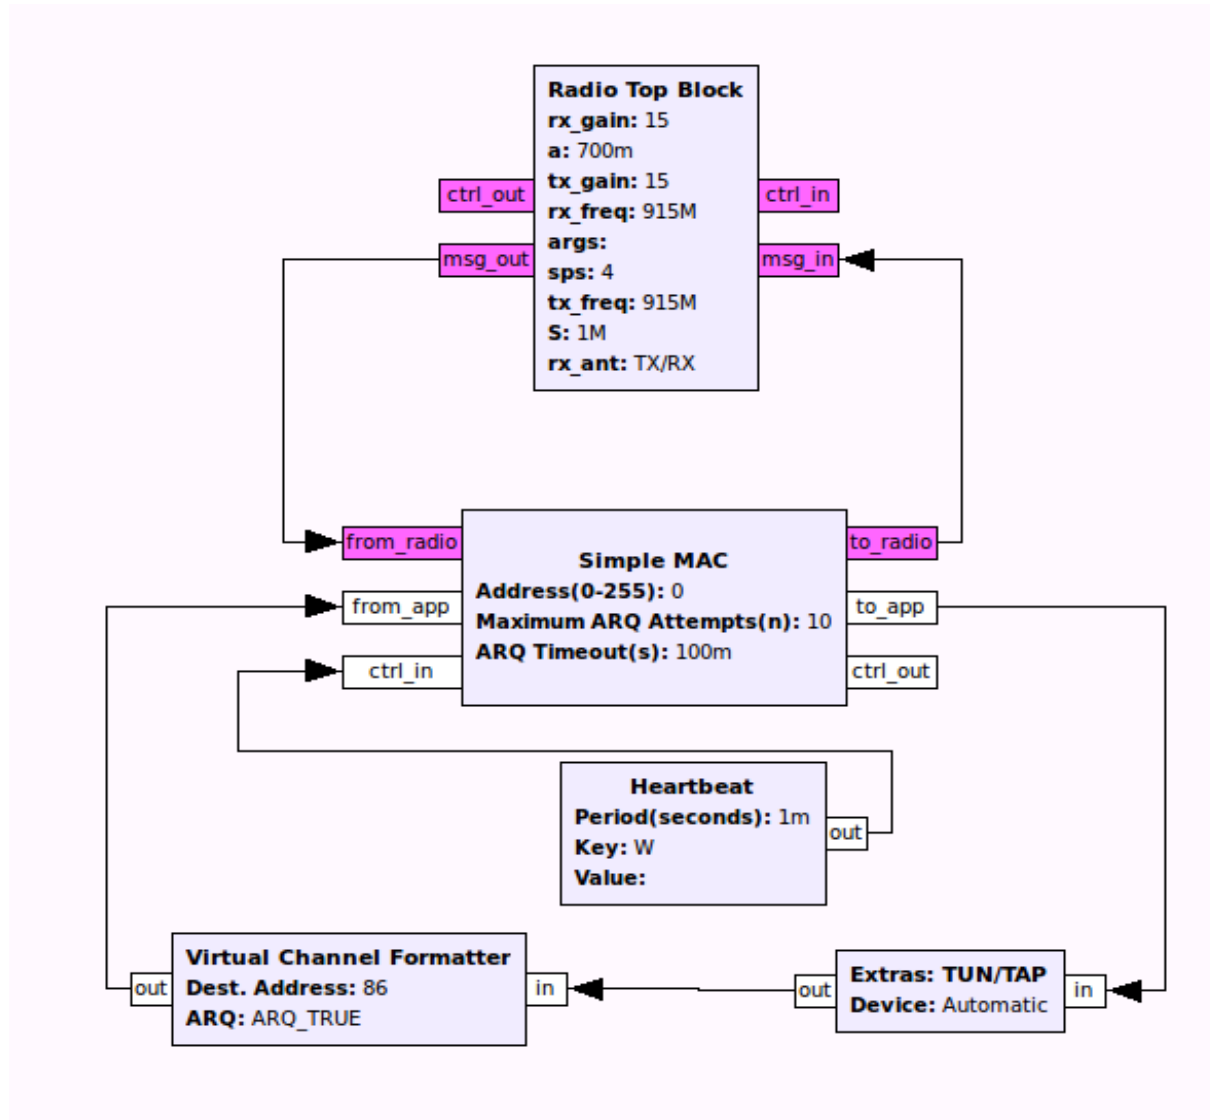 Radio Top Block
rx_gain: 15
a: 700m
tx_gain: 15
rx_freq: 915M
args:
sps: 4
tx_freq: 915M
S: 1M
rx_ant: TX/RX
ctrl_out
msg_out
ctrl_in
msg_in
from_radio
from_app
ctrl_in
Simple MAC
Address(0-255): 0
Maximum ARQ Attempts(n): 10
ARQ Timeout(s): 100m
to_radio
to_app
ctrl_out
Heartbeat
Period(seconds): 1m
Key: W
Value:
out
out
Virtual Channel Formatter
Dest. Address: 86
ARQ: ARQ_TRUE
in
out
Extras: TUN/TAP
Device: Automatic
in